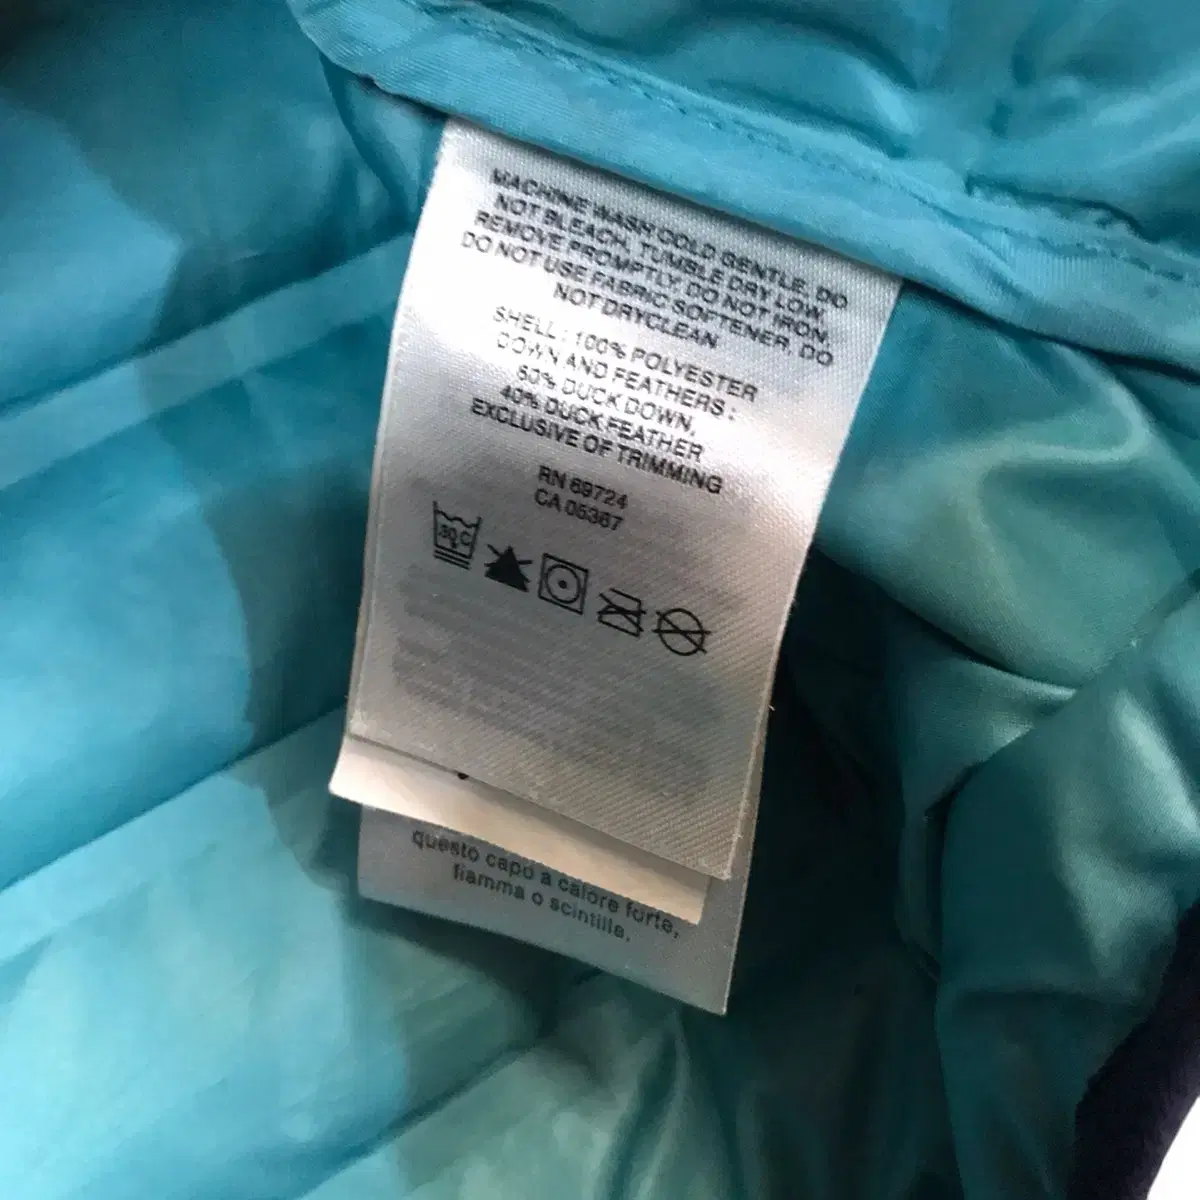 MACHINE WASH COLD GENTLE, DO
NOT BLEACH, TUMBLE DRY LOW,
REMOVE PROMPTLY, DO NOT IRON,
DO NOT USE FABRIC SOFTENER, DO
NOT DRYCLEAN
SHELL : 100% POLYESTER
DOWN AND FEATHERS :
60% DUCK DOWN,
40% DUCK FEATHER
EXCLUSIVE OF TRIMMING
RN 69724
CA 05367
30 C
questo capo a calore forte,
fiamma o scintille.